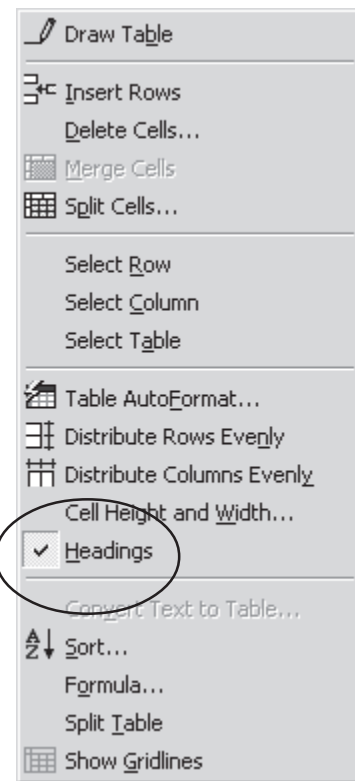 Draw Table
Insert Rows
Delete Cells...
Merge Cells
Split Cells...
Select Row
Select Column
Select Table
Table AutoFormat...
Distribute Rows Evenly
Distribute Columns Evenly
Cell Height and Width...
Headings
Convert Text to Table...
Sort...
Formula...
Split Table
Show Gridlines